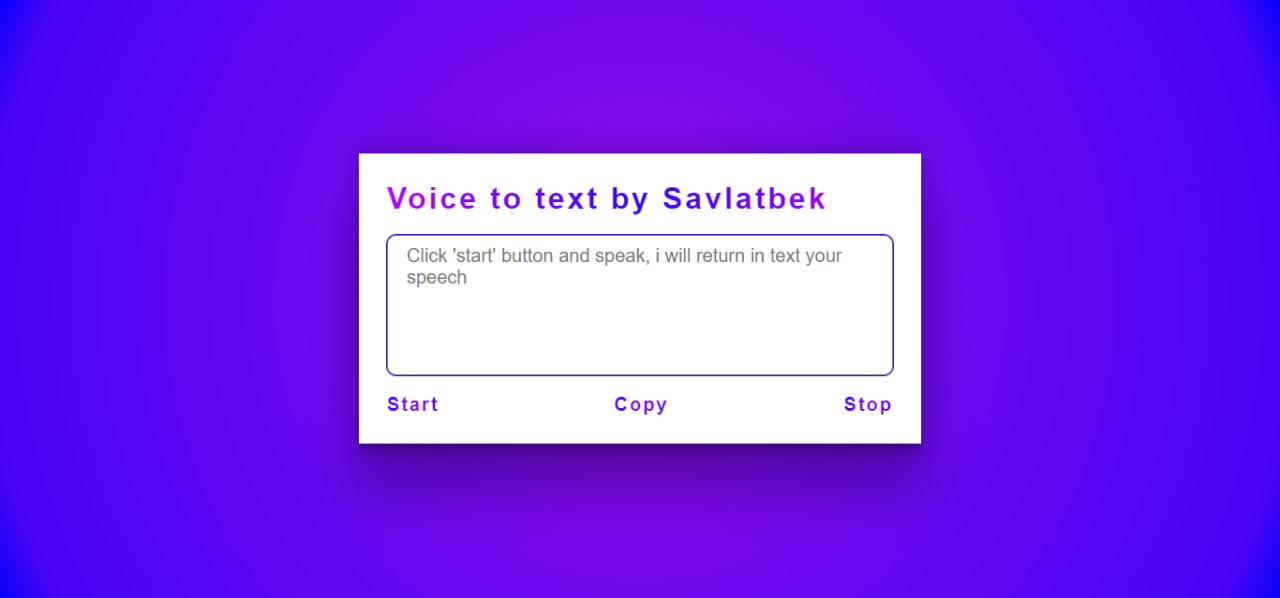 Voice to text by Savlatbek
Click 'start' button and speak, i will return in text your
speech
Start Copy Stop